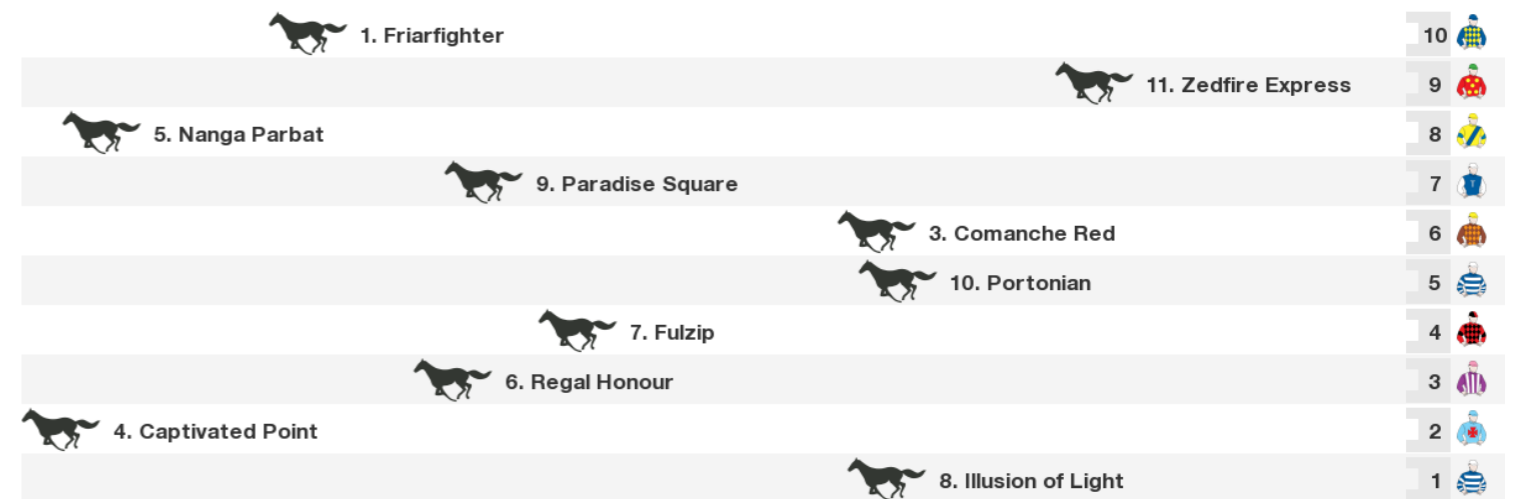 1. Friarfighter 10
11. Zedfire Express 9
5. Nanga Parbat 8
9. Paradise Square 7
3. Comanche Red 6
10. Portonian 5
7. Fulzip 4
6. Regal Honour 3
4. Captivated Point 2
8. Illusion of Light 1